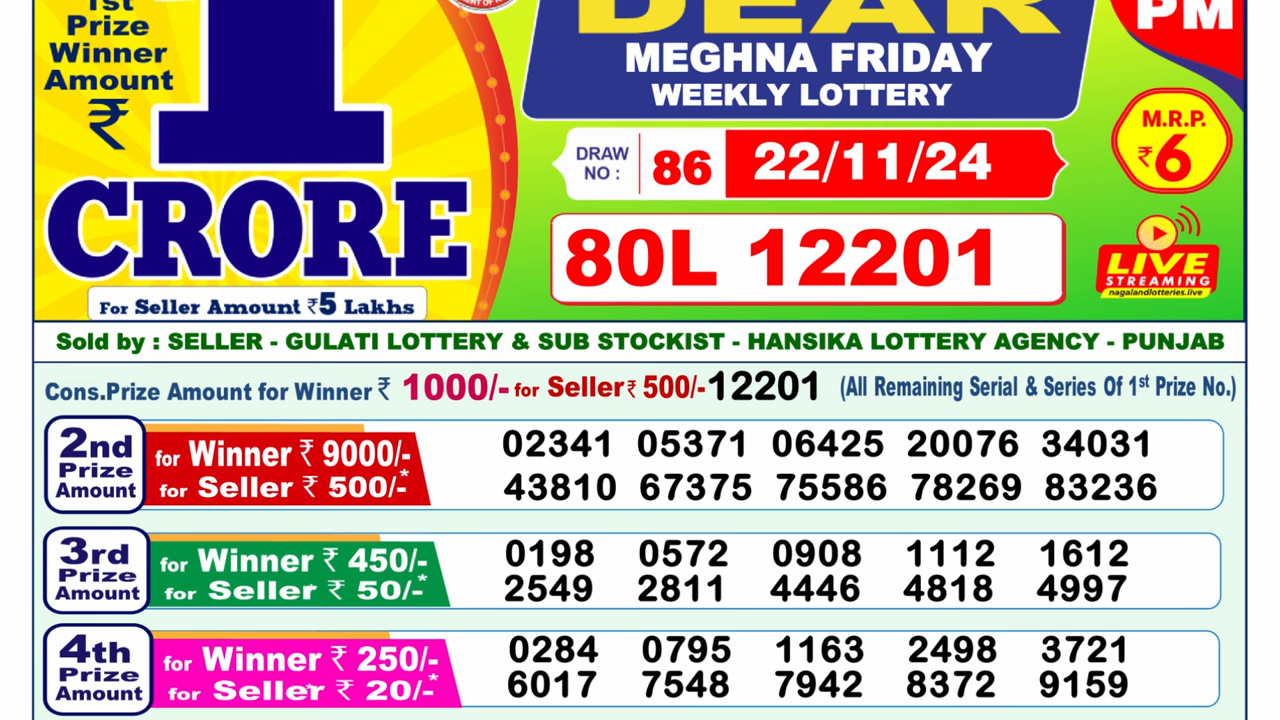 1st
Prize
Winner
Amount
₹
1
CRORE
For Seller Amount ₹5 Lakhs
DEAR
MEGHNA FRIDAY
WEEKLY LOTTERY
DRAW NO : 86 22/11/24
80L 12201
PM
M.R.P.
₹6
LIVE
STREAMING
nagalandlotteries.live
Sold by : SELLER - GULATI LOTTERY & SUB STOCKIST - HANSIKA LOTTERY AGENCY - PUNJAB
Cons.Prize Amount for Winner ₹ 1000/- for Seller ₹ 500/- 12201 (All Remaining Serial & Series Of 1st Prize No.)
2nd
Prize
Amount
for Winner ₹ 9000/-
for Seller ₹ 500/-*
02341 05371 06425 20076 34031
43810 67375 75586 78269 83236
3rd
Prize
Amount
for Winner ₹ 450/-
for Seller ₹ 50/-*
0198 0572 0908 1112 1612
2549 2811 4446 4818 4997
4th
Prize
Amount
for Winner ₹ 250/-
for Seller ₹ 20/-*
0284 0795 1163 2498 3721
6017 7548 7942 8372 9159